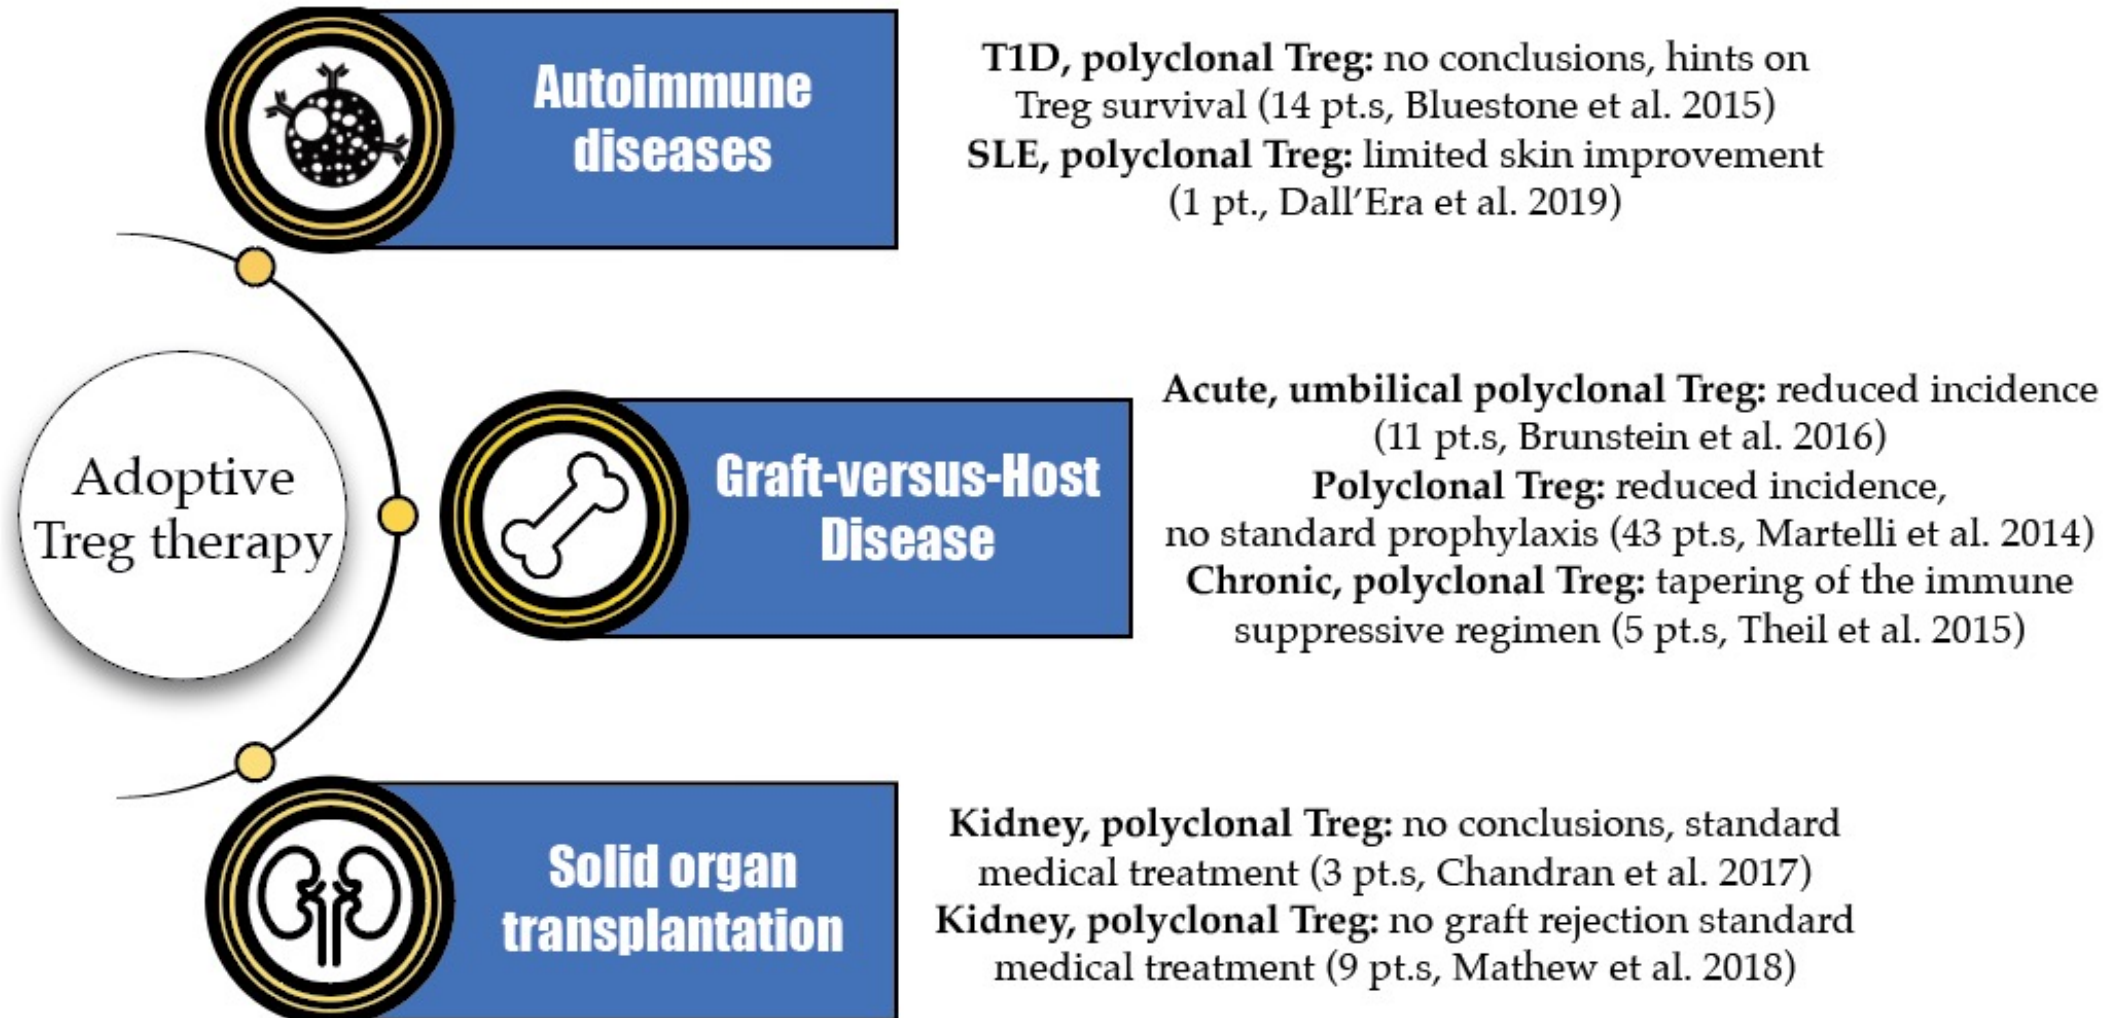 Adoptive
Treg therapy
Autoimmune
diseases
T1D, polyclonal Treg: no conclusions, hints on
Treg survival (14 pt.s, Bluestone et al. 2015)
SLE, polyclonal Treg: limited skin improvement
(1 pt., Dall’Era et al. 2019)
Graft-versus-Host
Disease
Acute, umbilical polyclonal Treg: reduced incidence
(11 pt.s, Brunstein et al. 2016)
Polyclonal Treg: reduced incidence,
no standard prophylaxis (43 pt.s, Martelli et al. 2014)
Chronic, polyclonal Treg: tapering of the immune
suppressive regimen (5 pt.s, Theil et al. 2015)
Solid organ
transplantation
Kidney, polyclonal Treg: no conclusions, standard
medical treatment (3 pt.s, Chandran et al. 2017)
Kidney, polyclonal Treg: no graft rejection standard
medical treatment (9 pt.s, Mathew et al. 2018)